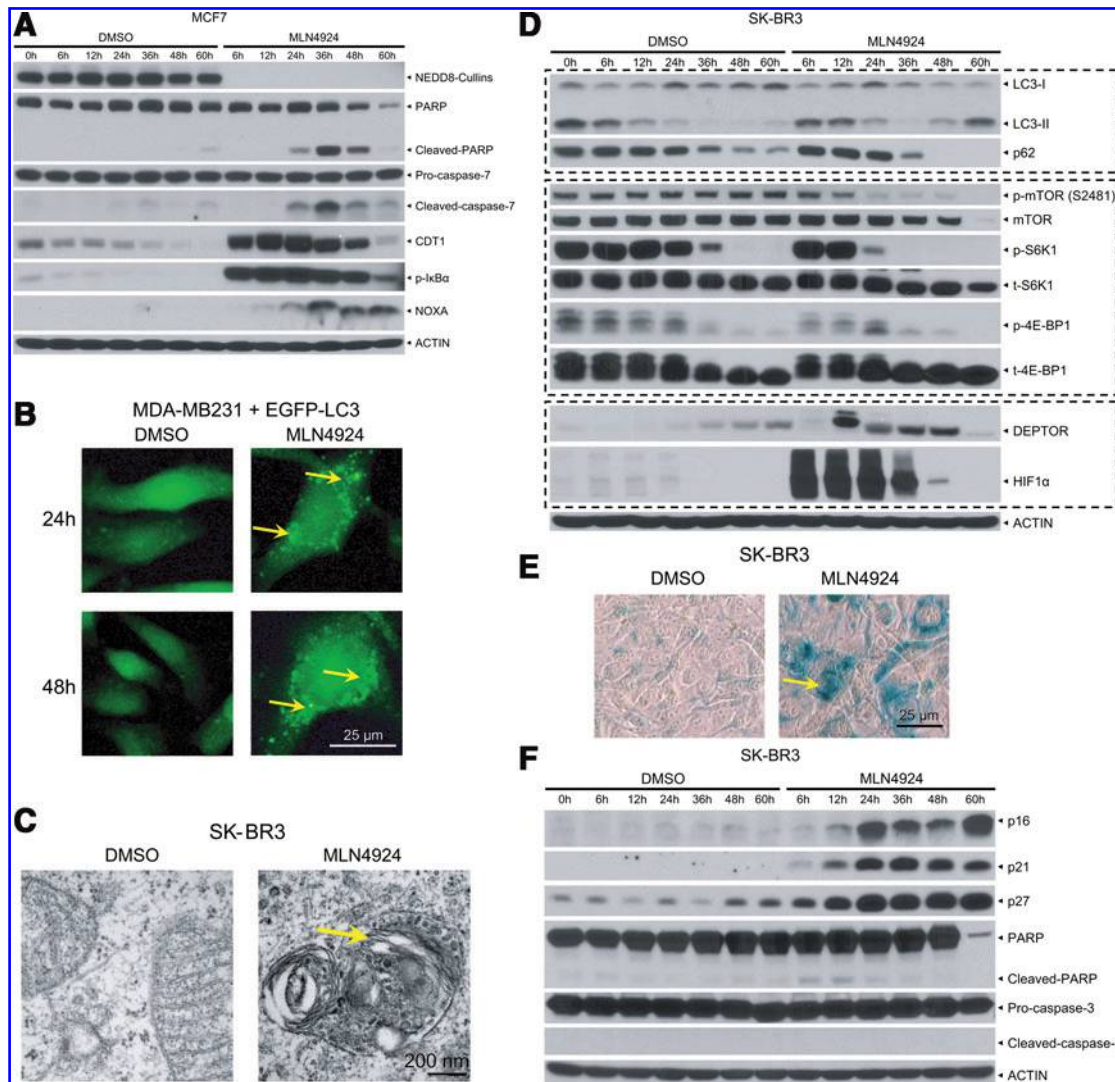 A
MCF7
DMSO MLN4924
0h 6h 12h 24h 36h 48h 60h 6h 12h 24h 36h 48h 60h
NEDD8-Cullins
PARP
Cleaved-PARP
Pro-caspase-7
Cleaved-caspase-7
CDT1
p-IκBα
NOXA
ACTIN
B
MDA-MB231 + EGFP-LC3
DMSO MLN4924
24h
48h
25 µm
C
SK-BR3
DMSO MLN4924
200 nm
D
SK-BR3
DMSO MLN4924
0h 6h 12h 24h 36h 48h 60h 6h 12h 24h 36h 48h 60h
LC3-I
LC3-II
p62
p-mTOR (S2481)
mTOR
p-S6K1
t-S6K1
p-4E-BP1
t-4E-BP1
DEPTOR
HIF1α
ACTIN
E
SK-BR3
DMSO MLN4924
25 µm
F
SK-BR3
DMSO MLN4924
0h 6h 12h 24h 36h 48h 60h 6h 12h 24h 36h 48h 60h
p16
p21
p27
PARP
Cleaved-PARP
Pro-caspase-3
Cleaved-caspase-
ACTIN